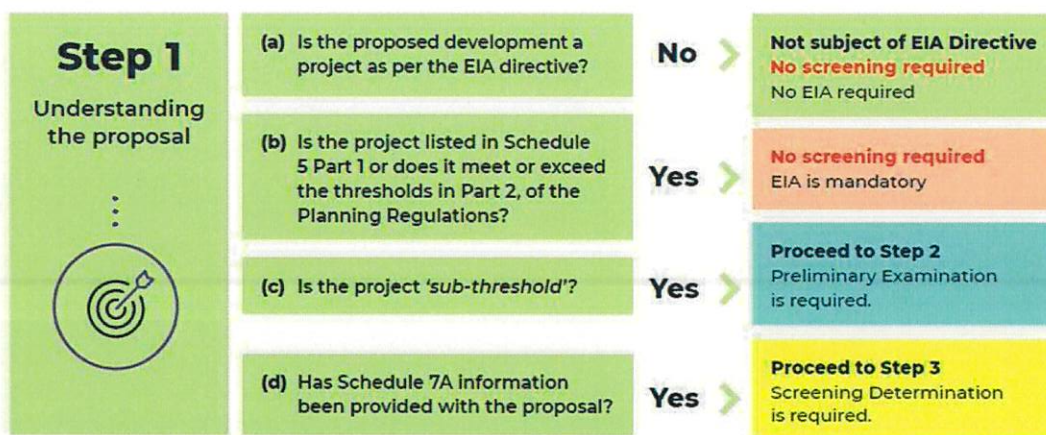 Step 1
Understanding
the proposal
(a) Is the proposed development a
project as per the EIA directive?
No
Not subject of EIA Directive
No screening required
No EIA required
(b) Is the project listed in Schedule
5 Part 1 or does it meet or exceed
the thresholds in Part 2, of the
Planning Regulations?
Yes
No screening required
EIA is mandatory
(c) Is the project 'sub-threshold'?
Yes
Proceed to Step 2
Preliminary Examination
is required.
(d) Has Schedule 7A information
been provided with the proposal?
Yes
Proceed to Step 3
Screening Determination
is required.